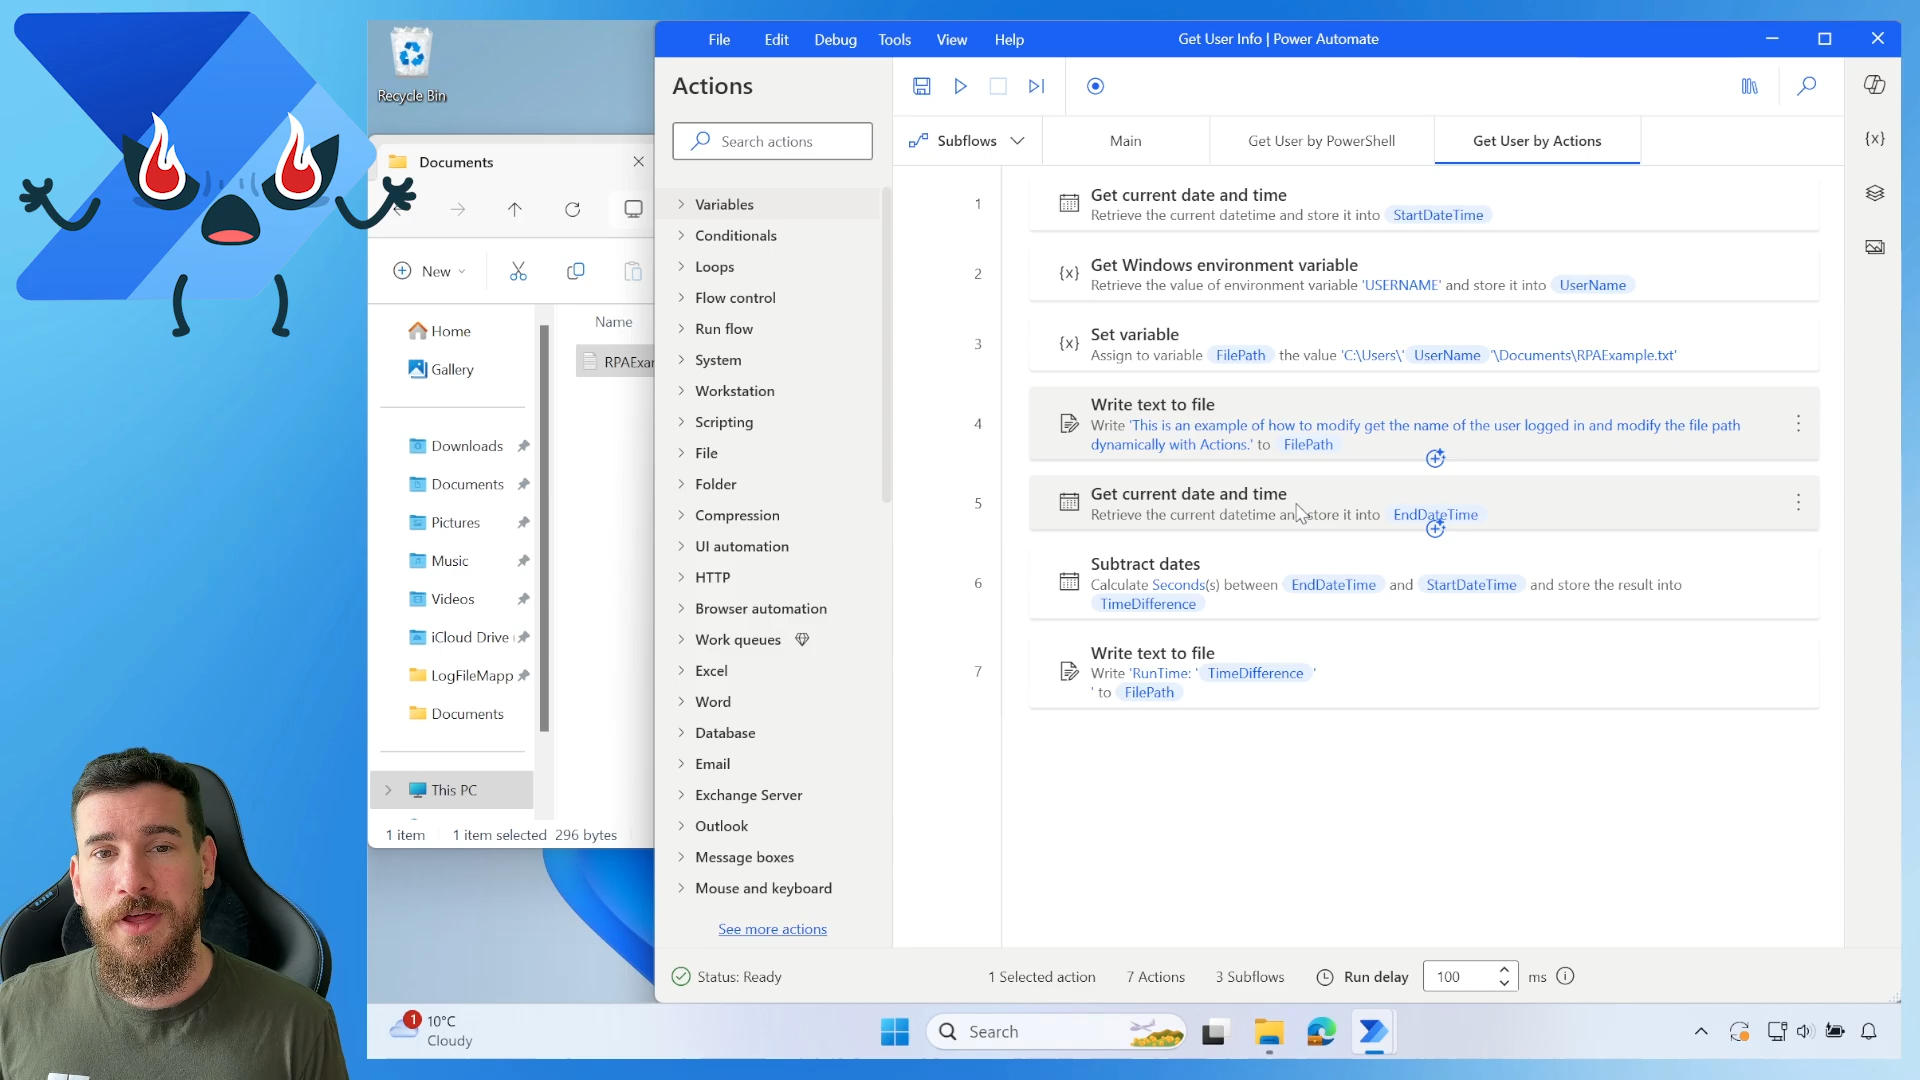 Recycle Bin
Documents
New
Home
Gallery
Downloads
Documents
Pictures
Music
Videos
iCloud Drive
LogFileMapp
Documents
This PC
Name
RPAExar
1 item
1 item selected
296 bytes
File
Edit
Debug
Tools
View
Help
Get User Info | Power Automate
Actions
Search actions
Variables
Conditionals
Loops
Flow control
Run flow
System
Workstation
Scripting
File
Folder
Compression
UI automation
HTTP
Browser automation
Work queues
Excel
Word
Database
Email
Exchange Server
Outlook
Message boxes
Mouse and keyboard
See more actions
Subflows
Main
Get User by PowerShell
Get User by Actions
{x}
1
Get current date and time
Retrieve the current datetime and store it into StartDateTime
2
{x}
Get Windows environment variable
Retrieve the value of environment variable 'USERNAME' and store it into UserName
3
{x}
Set variable
Assign to variable FilePath the value 'C:\Users\' UserName '\Documents\RPAExample.txt'
4
Write text to file
Write 'This is an example of how to modify get the name of the user logged in and modify the file path
dynamically with Actions.' to FilePath
5
Get current date and time
Retrieve the current datetime and store it into EndDateTime
6
Subtract dates
Calculate Seconds(s) between EndDateTime and StartDateTime and store the result into
TimeDifference
7
Write text to file
Write 'RunTime: ' TimeDifference '
' to FilePath
Status: Ready
1 Selected action
7 Actions
3 Subflows
Run delay
100
ms
1
10°C
Cloudy
Search